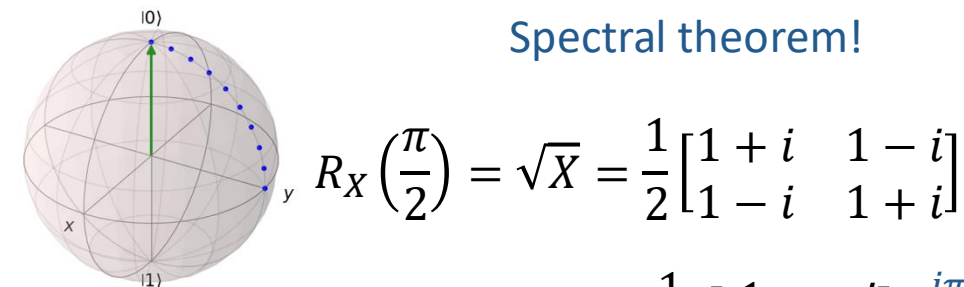 Spectral theorem!
|0⟩
R_X(π/2) = √X = 1/2 [1 + i 1 − i
1 − i 1 + i]
x
y
|1⟩